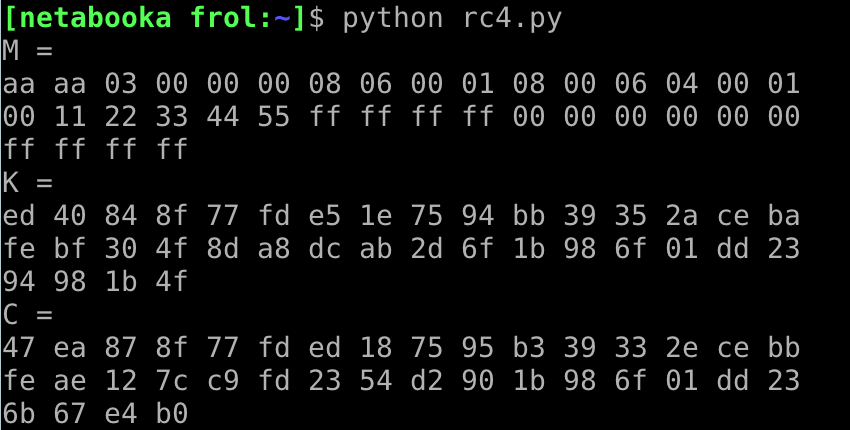 [netabooka frol:~]$ python rc4.py
M =
aa aa 03 00 00 00 08 06 00 01 08 00 06 04 00 01
00 11 22 33 44 55 ff ff ff ff 00 00 00 00 00 00
ff ff ff ff
K =
ed 40 84 8f 77 fd e5 1e 75 94 bb 39 35 2a ce ba
fe bf 30 4f 8d a8 dc ab 2d 6f 1b 98 6f 01 dd 23
94 98 1b 4f
C =
47 ea 87 8f 77 fd ed 18 75 95 b3 39 33 2e ce bb
fe ae 12 7c c9 fd 23 54 d2 90 1b 98 6f 01 dd 23
6b 67 e4 b0